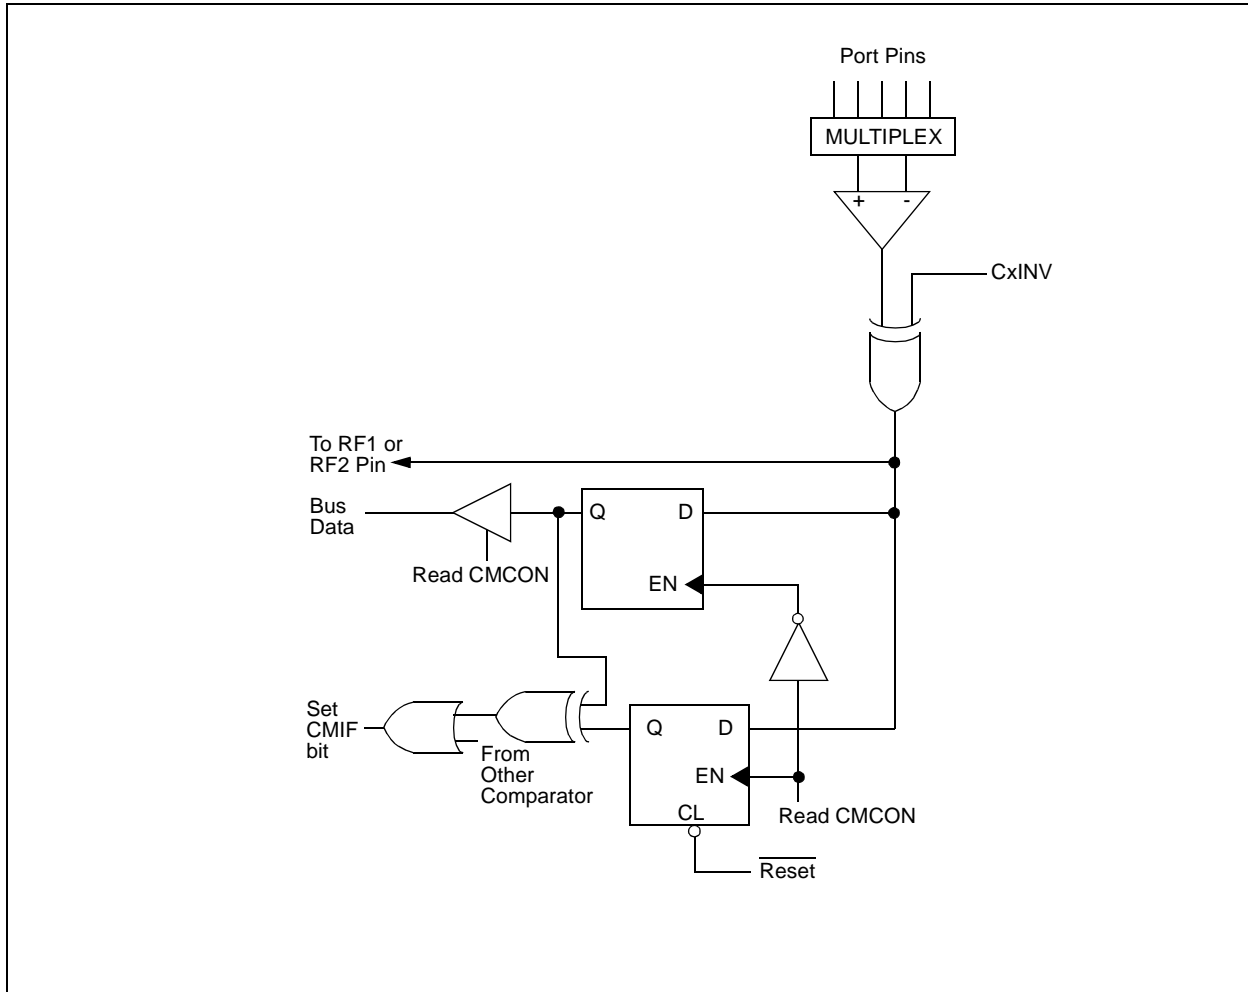 Port Pins
MULTIPLEX
+ -
CxINV
To RF1 or
RF2 Pin
Bus
Data
Q D
EN
Read CMCON
Set
CMIF
bit
From
Other
Comparator
Q D
EN
CL
Read CMCON
Reset